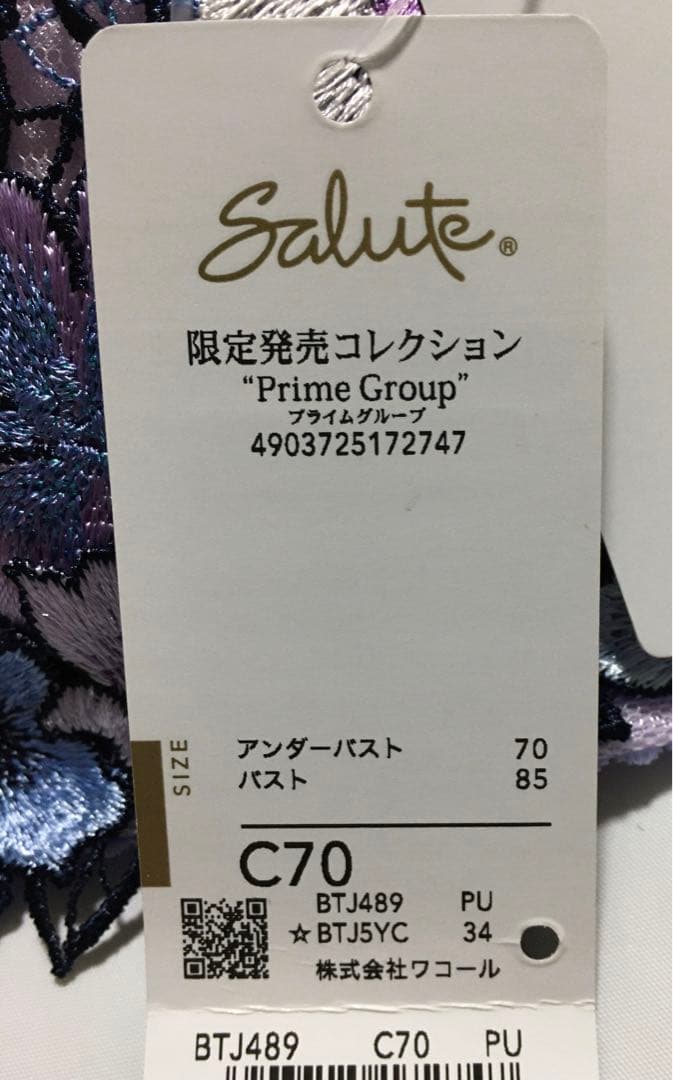 Salute®
限定発売コレクション
“Prime Group”
プライムグループ
4903725172747
SIZE
アンダーバスト 70
バスト 85
C70
BTJ489 PU
☆BTJ5YC 34
株式会社ワコール
BTJ489 C70 PU